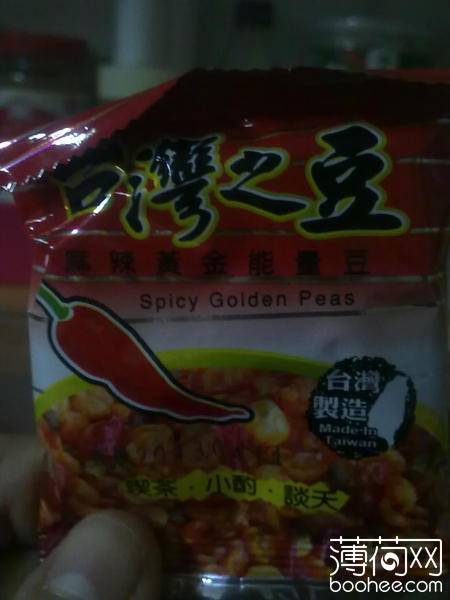 台灣之豆
麻辣黃金能量豆
Spicy Golden Peas
台灣
製造
Made-In
Taiwan
喫茶·小酌·談天
薄荷网
boohee.com